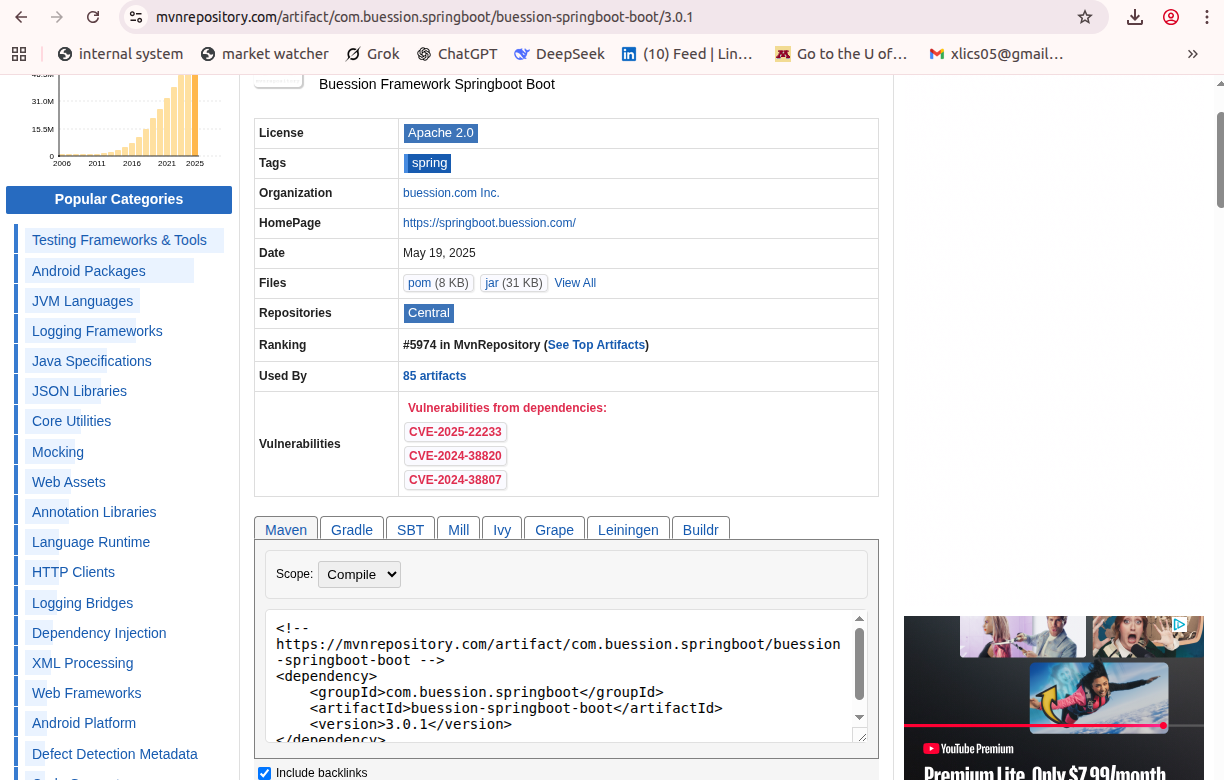 mvnrepository.com/artifact/com.buession.springboot/buession-springboot-boot/3.0.1
internal system
market watcher
Grok
ChatGPT
DeepSeek
(10) Feed | Lin…
Go to the U of…
xlics05@gmail…
»
31.0M
15.5M
0
2006 2011 2016 2021 2025
Popular Categories
Testing Frameworks & Tools
Android Packages
JVM Languages
Logging Frameworks
Java Specifications
JSON Libraries
Core Utilities
Mocking
Web Assets
Annotation Libraries
Language Runtime
HTTP Clients
Logging Bridges
Dependency Injection
XML Processing
Web Frameworks
Android Platform
Defect Detection Metadata
Buession Framework Springboot Boot
License Apache 2.0
Tags spring
Organization buession.com Inc.
HomePage https://springboot.buession.com/
Date May 19, 2025
Files pom (8 KB) jar (31 KB) View All
Repositories Central
Ranking #5974 in MvnRepository (See Top Artifacts)
Used By 85 artifacts
Vulnerabilities
Vulnerabilities from dependencies:
CVE-2025-22233
CVE-2024-38820
CVE-2024-38807
Maven Gradle SBT Mill Ivy Grape Leiningen Buildr
Scope: Compile
<!--
https://mvnrepository.com/artifact/com.buession.springboot/buession
-springboot-boot -->
<dependency>
<groupId>com.buession.springboot</groupId>
<artifactId>buession-springboot-boot</artifactId>
<version>3.0.1</version>
</dependency>
Include backlinks
YouTube Premium
Premium Lite. Only $7.99/month